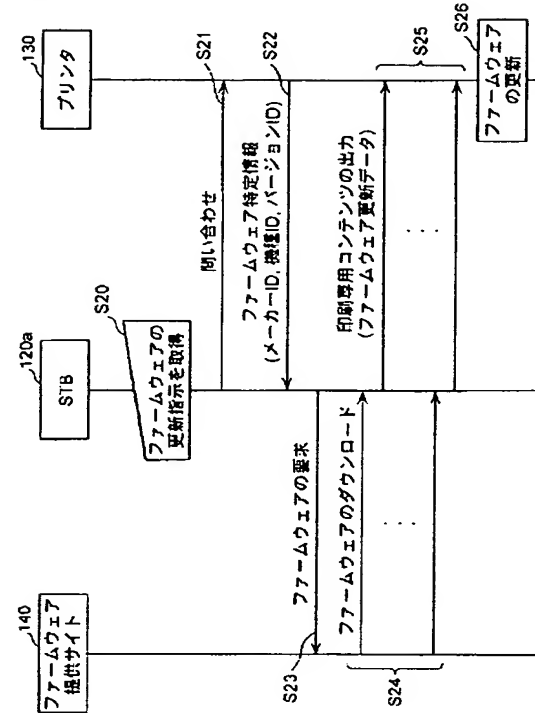 140
ファームウェア
提供サイト
120a
STB
130
プリンタ
S20
ファームウェアの
更新指示を取得
問い合わせ
S21
ファームウェア特定情報
(メーカーID, 機種ID, バージョンID)
S22
ファームウェアの要求
S23
ファームウェアのダウンロード
...
S24
印刷専用コンテンツの出力
(ファームウェア更新データ)
...
S25
S26
ファームウェア
の更新